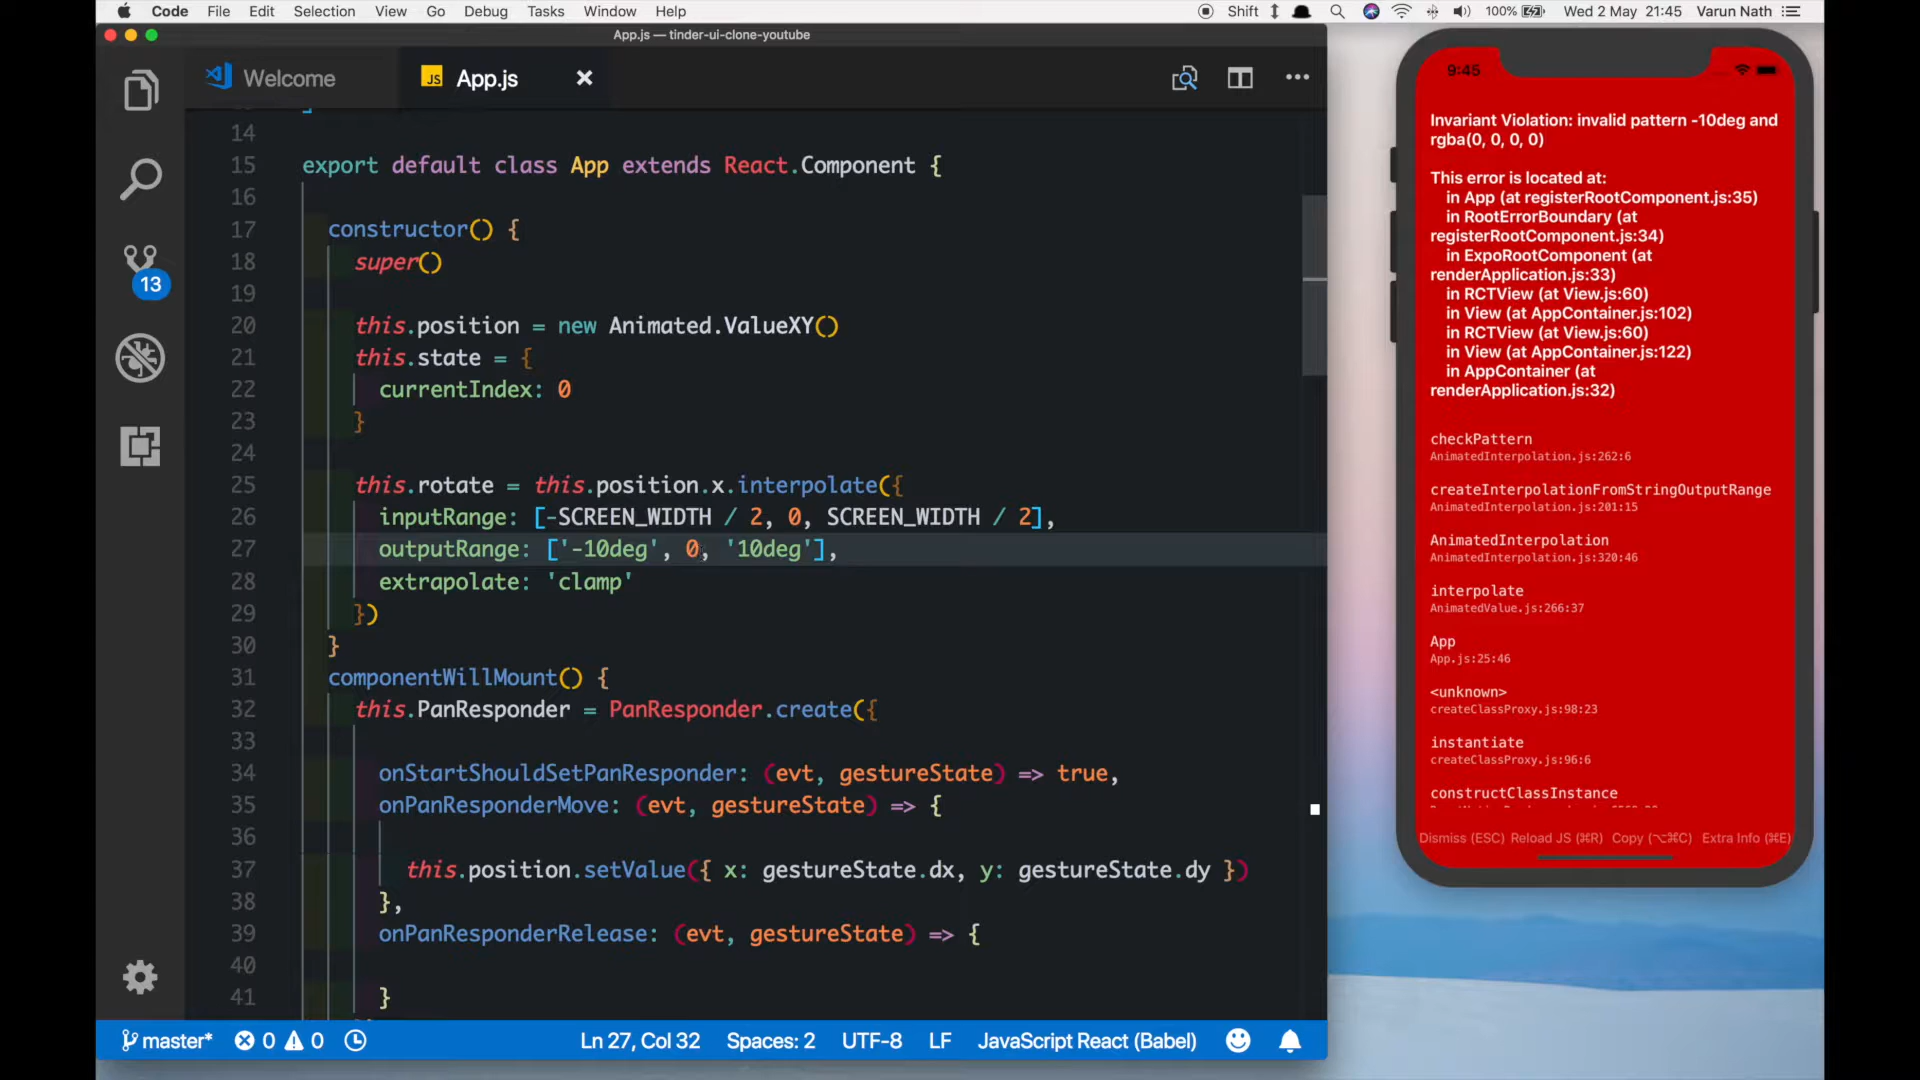 Code File Edit Selection View Go Debug Tasks Window Help Shift 100% Wed 2 May 21:45 Varun Nath
App.js — tinder-ui-clone-youtube
Welcome JS App.js
13
14
15 export default class App extends React.Component {
16
17 constructor() {
18 super()
19
20 this.position = new Animated.ValueXY()
21 this.state = {
22 currentIndex: 0
23 }
24
25 this.rotate = this.position.x.interpolate({
26 inputRange: [-SCREEN_WIDTH / 2, 0, SCREEN_WIDTH / 2],
27 outputRange: ['-10deg', 0, '10deg'],
28 extrapolate: 'clamp'
29 })
30 }
31 componentWillMount() {
32 this.PanResponder = PanResponder.create({
33
34 onStartShouldSetPanResponder: (evt, gestureState) => true,
35 onPanResponderMove: (evt, gestureState) => {
36
37 this.position.setValue({ x: gestureState.dx, y: gestureState.dy })
38 },
39 onPanResponderRelease: (evt, gestureState) => {
40
41 }
master* 0 0 Ln 27, Col 32 Spaces: 2 UTF-8 LF JavaScript React (Babel)
9:45
Invariant Violation: invalid pattern -10deg and
rgba(0, 0, 0, 0)
This error is located at:
in App (at registerRootComponent.js:35)
in RootErrorBoundary (at
registerRootComponent.js:34)
in ExpoRootComponent (at
renderApplication.js:33)
in RCTView (at View.js:60)
in View (at AppContainer.js:102)
in RCTView (at View.js:60)
in View (at AppContainer.js:122)
in AppContainer (at
renderApplication.js:32)
checkPattern
AnimatedInterpolation.js:262:6
createInterpolationFromStringOutputRange
AnimatedInterpolation.js:201:15
AnimatedInterpolation
AnimatedInterpolation.js:320:46
interpolate
AnimatedValue.js:266:37
App
App.js:25:46
<unknown>
createClassProxy.js:98:23
instantiate
createClassProxy.js:96:6
constructClassInstance
Dismiss (ESC) Reload JS (⌘R) Copy (⌥⌘C) Extra Info (⌘E)